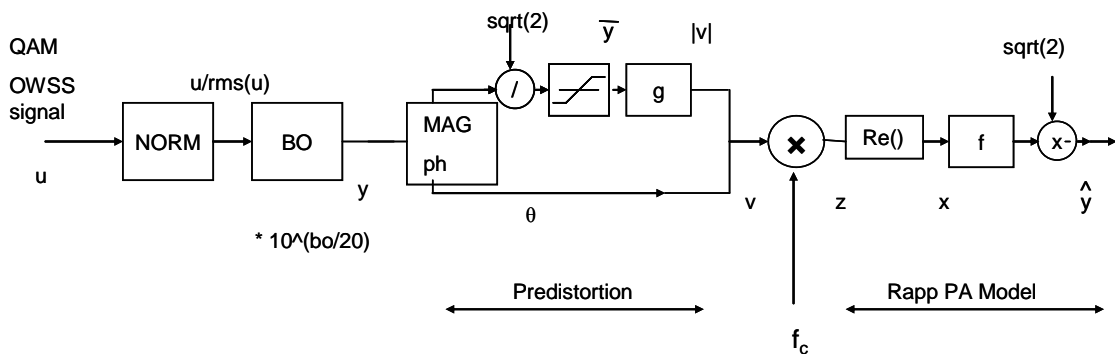 QAM
OWSS
signal
u
NORM
u/rms(u)
BO
* 10^(bo/20)
y
MAG
ph
sqrt(2)
/
y̅
g
|v|
θ
v
×
f_c
z
Re()
x
f
sqrt(2)
x-
ŷ
Predistortion
Rapp PA Model